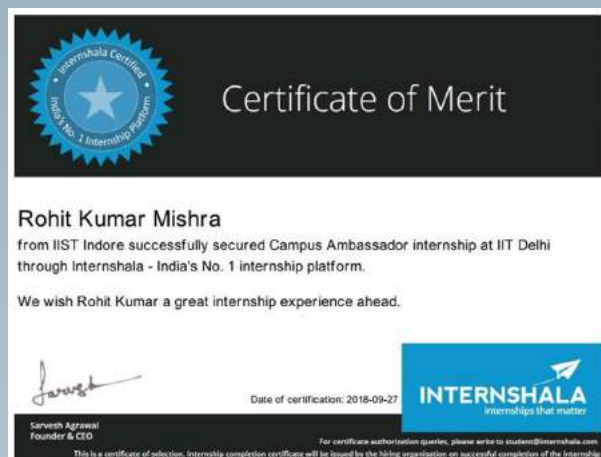 Internshala Certified
India's No. 1 Internship Platform
Certificate of Merit
Rohit Kumar Mishra
from IIST Indore successfully secured Campus Ambassador internship at IIT Delhi
through Internshala - India's No. 1 internship platform.
We wish Rohit Kumar a great internship experience ahead.
Sarvesh
Date of certification: 2018-09-27
INTERNSHALA
internships that matter
Sarvesh Agrawal
Founder & CEO
For certificate authorization queries, please write to student@internshala.com
This is a certificate of selection. Internship completion certificate will be issued by the hiring organisation on successful completion of the internship